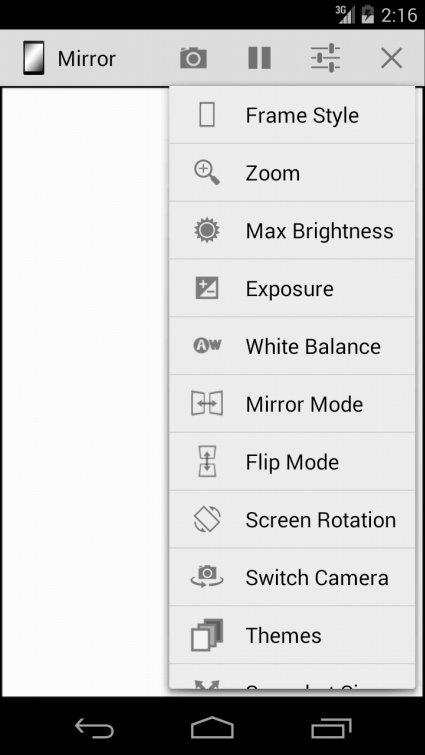 3G 2:16
Mirror
Frame Style
Zoom
Max Brightness
Exposure
AW White Balance
Mirror Mode
Flip Mode
Screen Rotation
Switch Camera
Themes